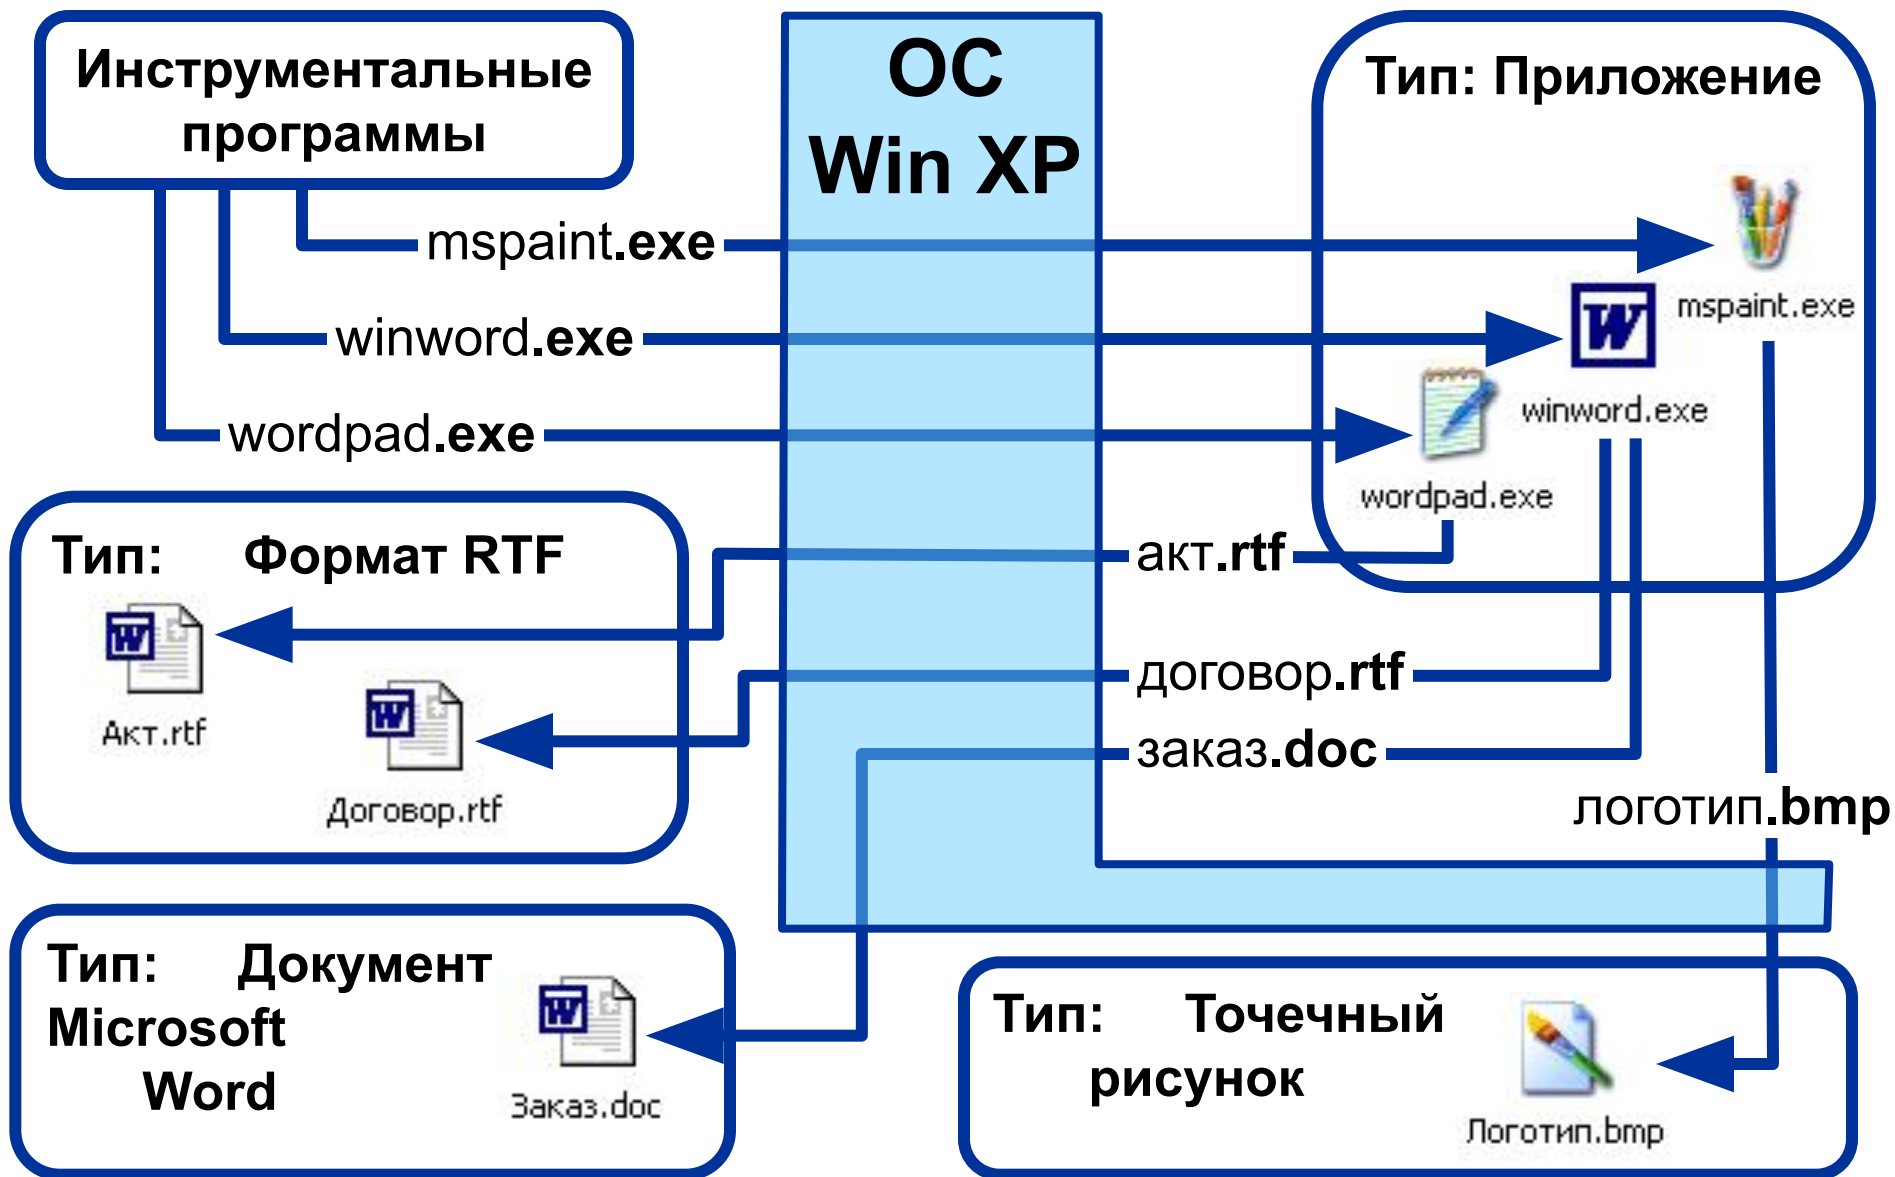 Инструментальные
программы
ОС
Win XP
Тип: Приложение
mspaint.exe
mspaint.exe
winword.exe
winword.exe
wordpad.exe
wordpad.exe
Тип: Формат RTF
акт.rtf
Акт.rtf
договор.rtf
Договор.rtf
заказ.doc
логотип.bmp
Тип: Документ
Microsoft
Word
Заказ.doc
Тип: Точечный
рисунок
Логотип.bmp